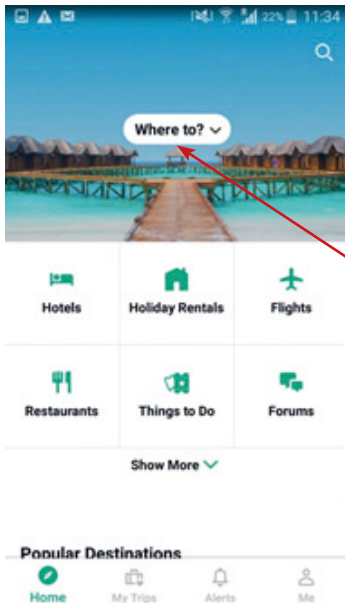 22% 11:34
Where to?
Hotels Holiday Rentals Flights
Restaurants Things to Do Forums
Show More
Popular Destinations
Home My Trips Alerts Me